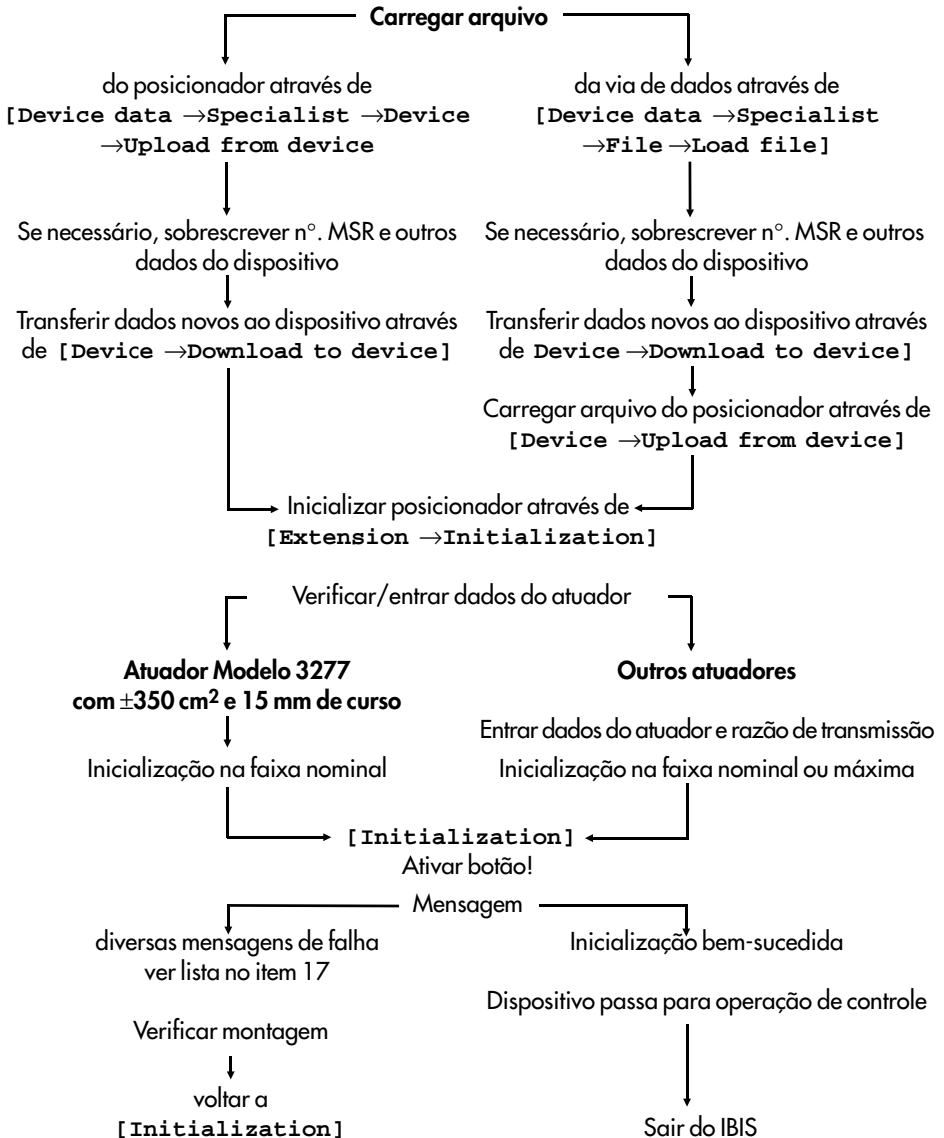 Carregar arquivo
do posicionador através de
[Device data →Specialist →Device
→Upload from device
da via de dados através de
[Device data →Specialist
→File →Load file]
Se necessário, sobrescrever n°. MSR e outros
dados do dispositivo
Se necessário, sobrescrever n°. MSR e outros
dados do dispositivo
Transferir dados novos ao dispositivo através
de [Device →Download to device]
Transferir dados novos ao dispositivo através
de Device →Download to device]
Carregar arquivo do posicionador através de
[Device →Upload from device]
Inicializar posicionador através de
[Extension →Initialization]
Verificar/entrar dados do atuador
Atuador Modelo 3277
com ±350 cm² e 15 mm de curso
Inicialização na faixa nominal
Outros atuadores
Entrar dados do atuador e razão de transmissão
Inicialização na faixa nominal ou máxima
[Initialization]
Ativar botão!
Mensagem
diversas mensagens de falha
ver lista no item 17
Verificar montagem
voltar a
[Initialization]
Inicialização bem-sucedida
Dispositivo passa para operação de controle
Sair do IBIS